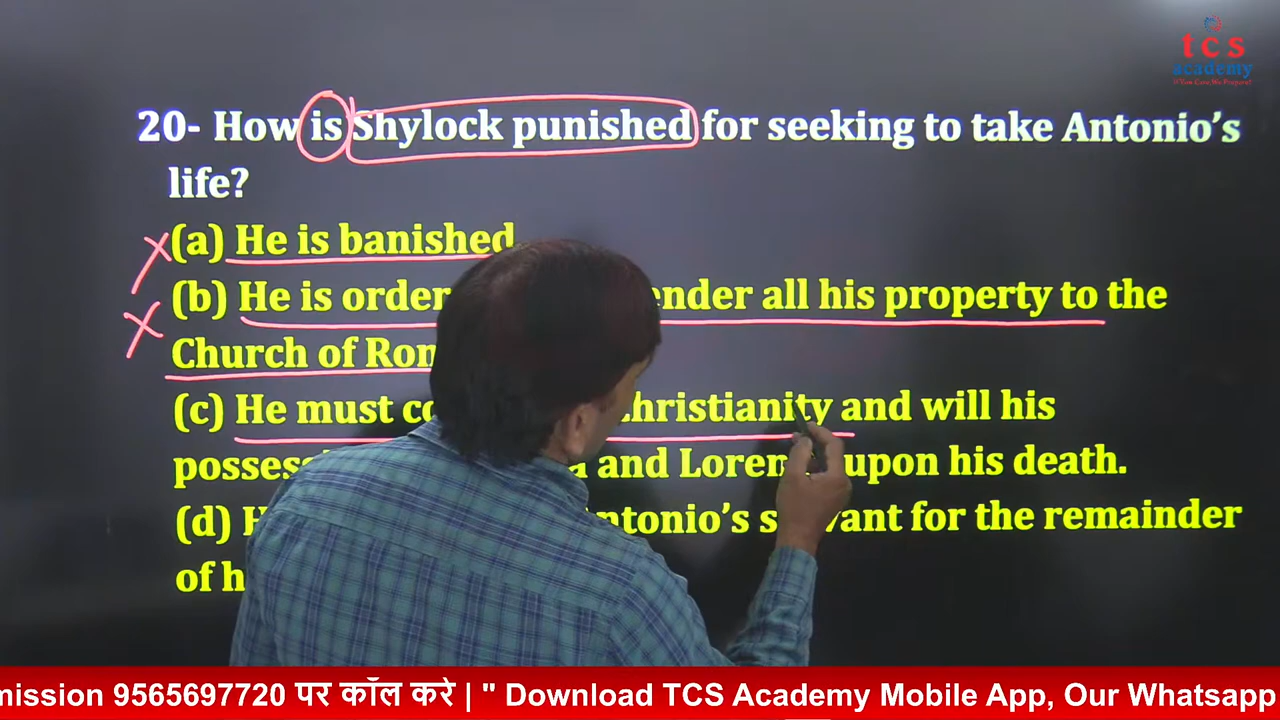 tcs
academy
20- How is Shylock punished for seeking to take Antonio's
life?
(a) He is banished
(b) He is order ender all his property to the
Church of Rom
(c) He must co christianity and will his
possess a and Loren upon his death.
(d) H ntonio's s vant for the remainder
of h
mission 9565697720 पर कॉल करे | " Download TCS Academy Mobile App, Our Whatsapp